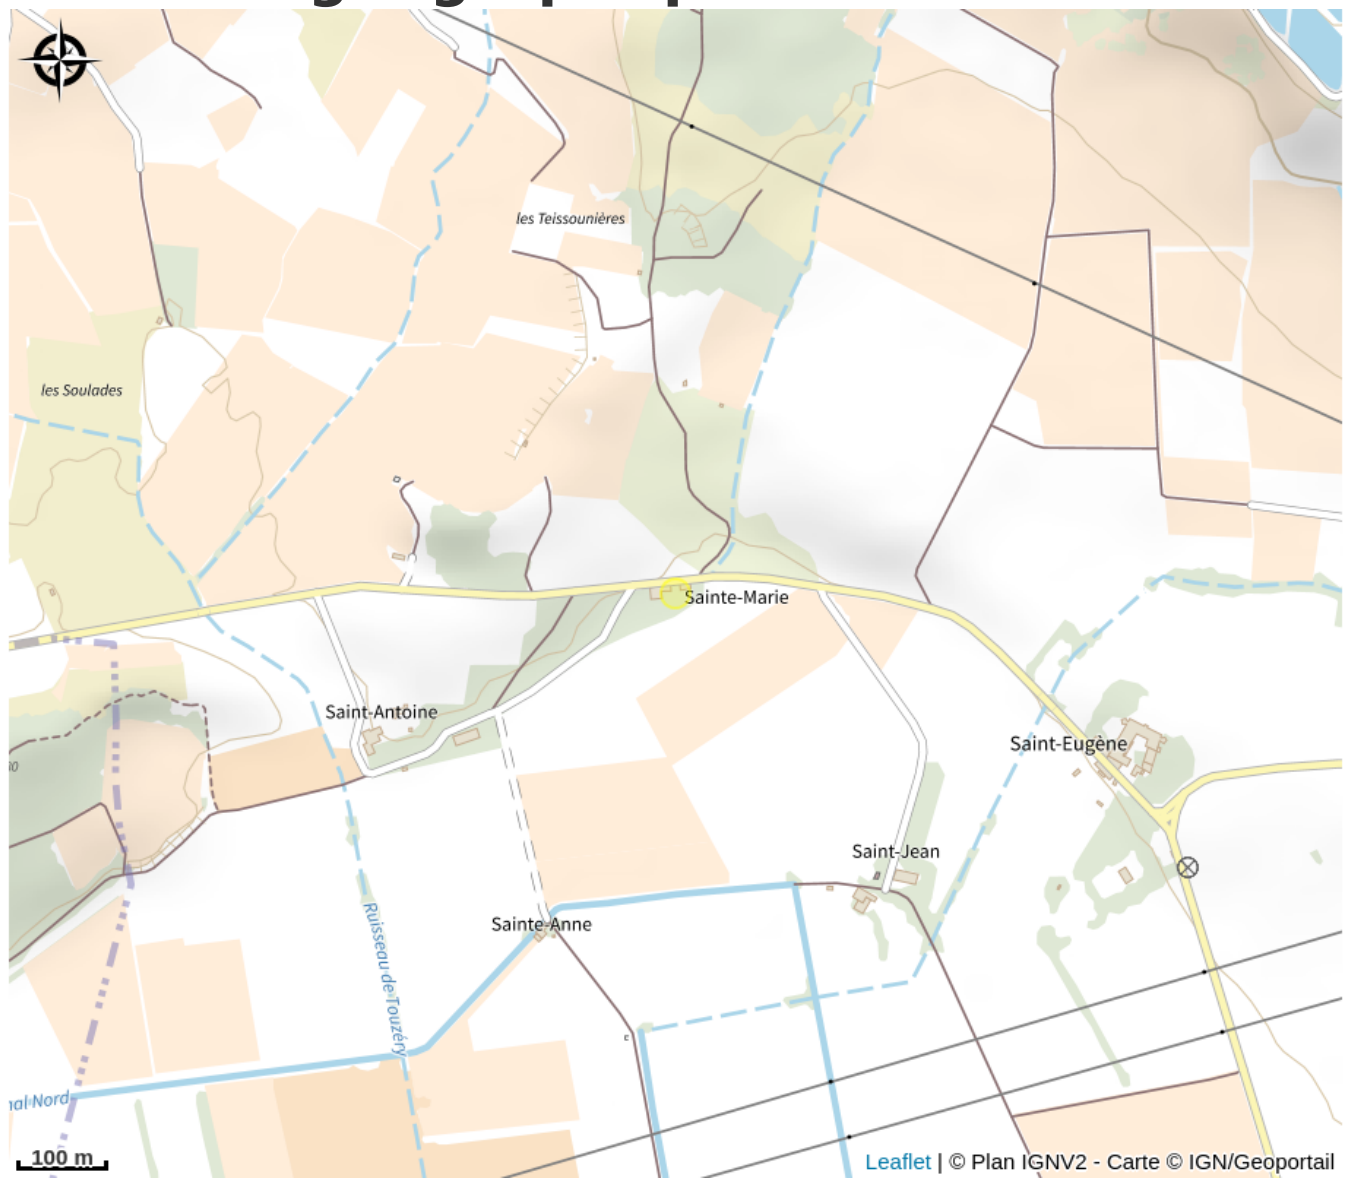 les Teissounières
les Soulades
Sainte-Marie
Saint-Antoine
Saint-Eugène
Saint-Jean
Sainte-Anne
Ruisseau de Touzéry
nal Nord
100 m
Leaflet | © Plan IGNV2 - Carte © IGN/Geoportail